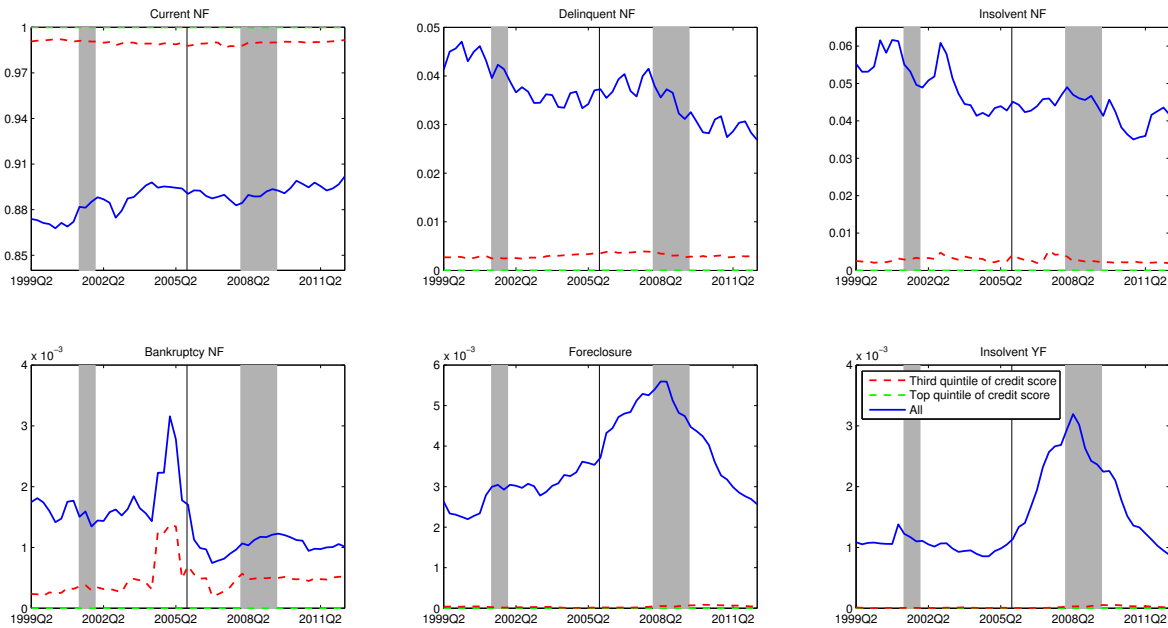 Current NF
1
0.97
0.94
0.91
0.88
0.85
1999Q2 2002Q2 2005Q2 2008Q2 2011Q2
Delinquent NF
0.05
0.04
0.03
0.02
0.01
0
1999Q2 2002Q2 2005Q2 2008Q2 2011Q2
Insolvent NF
0.06
0.05
0.04
0.03
0.02
0.01
0
1999Q2 2002Q2 2005Q2 2008Q2 2011Q2
Bankruptcy NF
x 10⁻³
4
3
2
1
0
1999Q2 2002Q2 2005Q2 2008Q2 2011Q2
Foreclosure
x 10⁻³
6
5
4
3
2
1
0
1999Q2 2002Q2 2005Q2 2008Q2 2011Q2
Insolvent YF
x 10⁻³
4
3
2
1
0
1999Q2 2002Q2 2005Q2 2008Q2 2011Q2
Third quintile of credit score
Top quintile of credit score
All